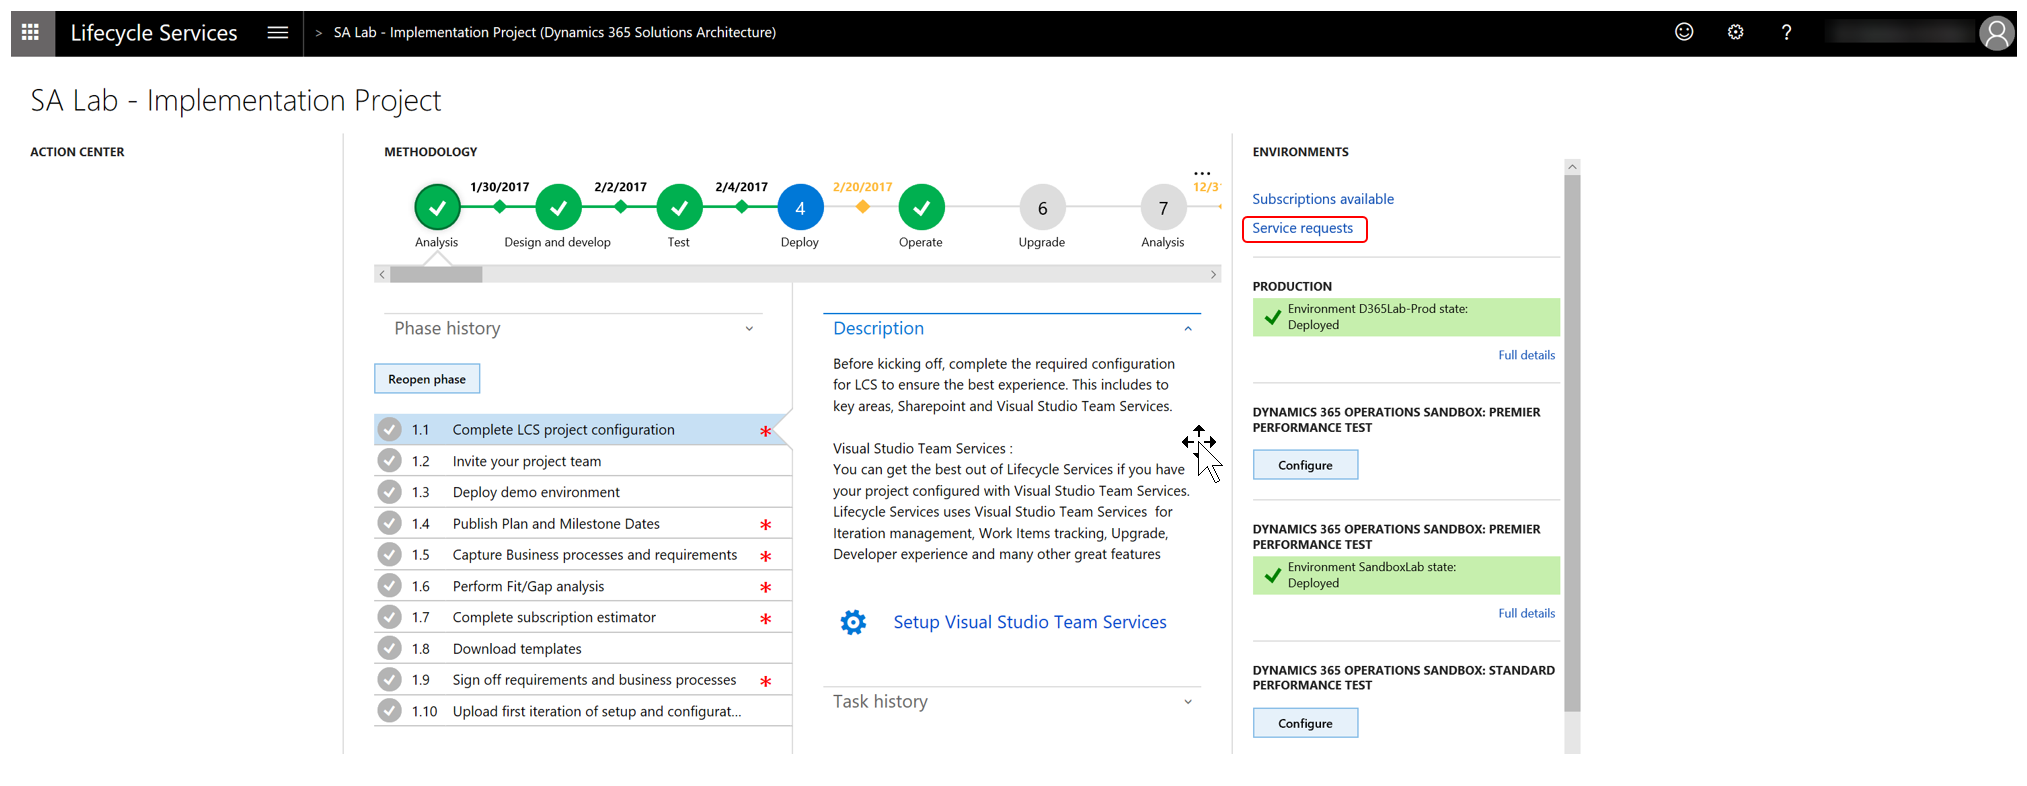 Lifecycle Services
> SA Lab - Implementation Project (Dynamics 365 Solutions Architecture)
?
SA Lab - Implementation Project
ACTION CENTER
METHODOLOGY
...
1/30/2017
2/2/2017
2/4/2017
2/20/2017
4
6
7
Analysis
Design and develop
Test
Deploy
Operate
Upgrade
Analysis
Phase history
Reopen phase
1.1 Complete LCS project configuration *
1.2 Invite your project team
1.3 Deploy demo environment
1.4 Publish Plan and Milestone Dates *
1.5 Capture Business processes and requirements *
1.6 Perform Fit/Gap analysis *
1.7 Complete subscription estimator *
1.8 Download templates
1.9 Sign off requirements and business processes *
1.10 Upload first iteration of setup and configurat...
Description
Before kicking off, complete the required configuration
for LCS to ensure the best experience. This includes to
key areas, Sharepoint and Visual Studio Team Services.
Visual Studio Team Services :
You can get the best out of Lifecycle Services if you have
your project configured with Visual Studio Team Services.
Lifecycle Services uses Visual Studio Team Services for
Iteration management, Work Items tracking, Upgrade,
Developer experience and many other great features
Setup Visual Studio Team Services
Task history
ENVIRONMENTS
Subscriptions available
Service requests
PRODUCTION
Environment D365Lab-Prod state:
Deployed
Full details
DYNAMICS 365 OPERATIONS SANDBOX: PREMIER
PERFORMANCE TEST
Configure
DYNAMICS 365 OPERATIONS SANDBOX: PREMIER
PERFORMANCE TEST
Environment SandboxLab state:
Deployed
Full details
DYNAMICS 365 OPERATIONS SANDBOX: STANDARD
PERFORMANCE TEST
Configure